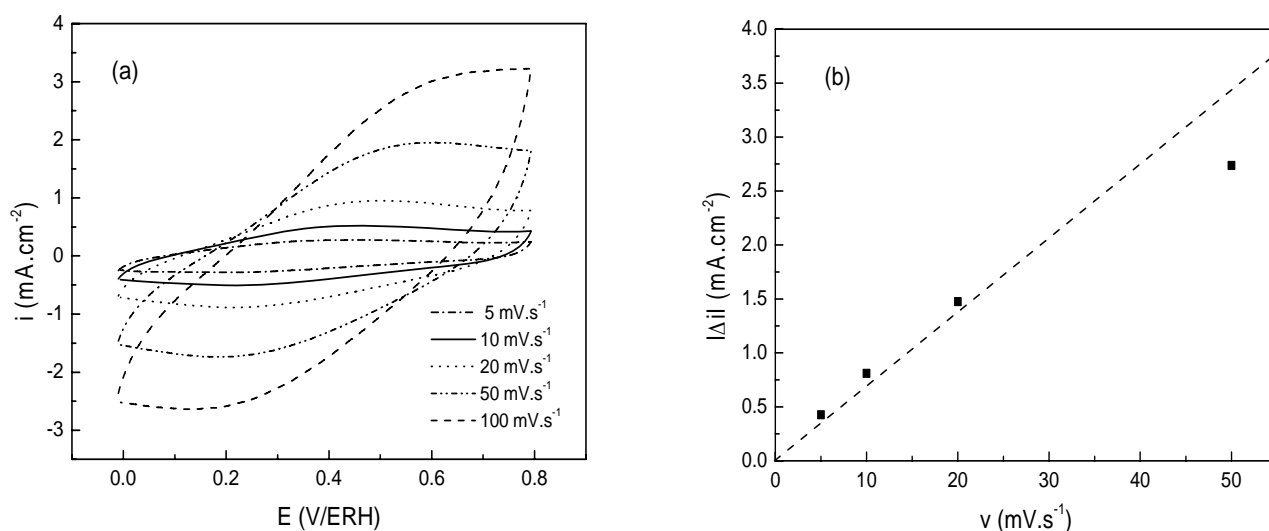 (a)
4
3
2
1
0
-1
-2
-3
i (mA.cm⁻²)
0.0 0.2 0.4 0.6 0.8
E (V/ERH)
5 mV.s⁻¹
10 mV.s⁻¹
20 mV.s⁻¹
50 mV.s⁻¹
100 mV.s⁻¹
(b)
4.0
3.5
3.0
2.5
2.0
1.5
1.0
0.5
0.0
|Δi| (mA.cm⁻²)
0 10 20 30 40 50
v (mV.s⁻¹)